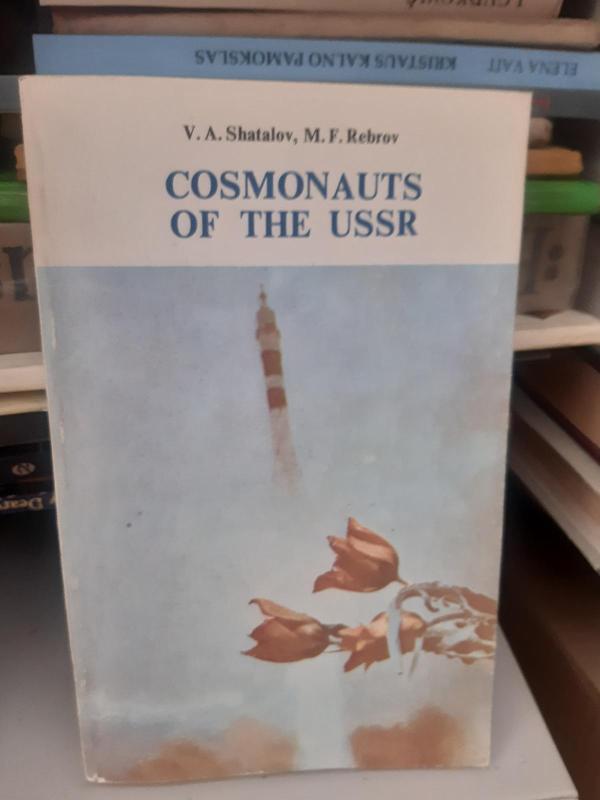 ELENA VAIT KRISTAUS KALNO PAMOKSLAS
V. A. Shatalov, M. F. Rebrov
COSMONAUTS
OF THE USSR